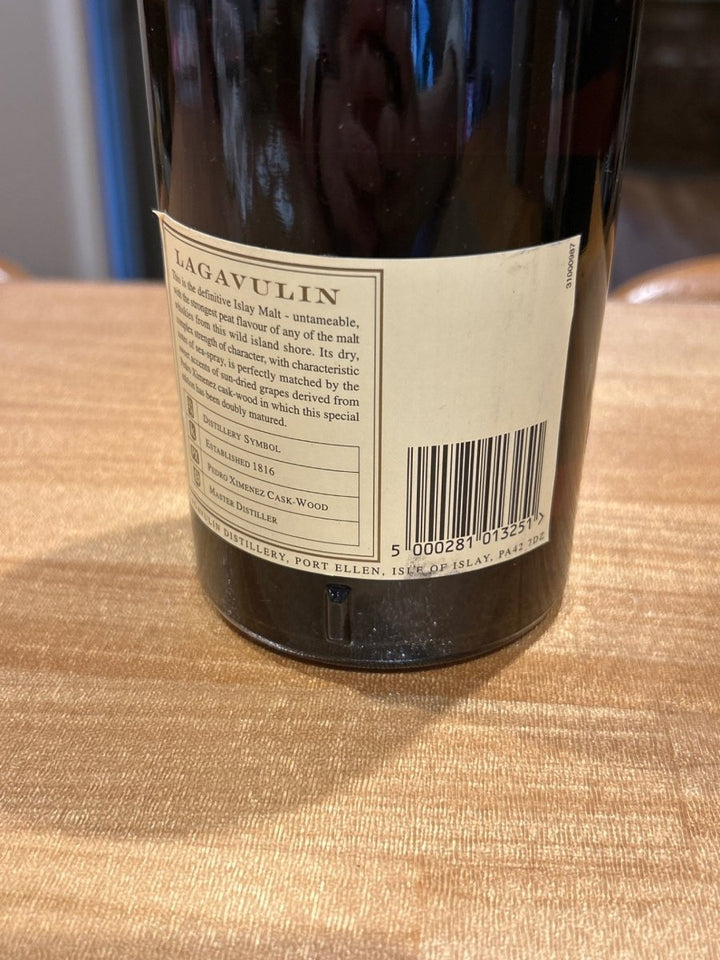 LAGAVULIN
This is the definitive Islay Malt - untameable,
with the strongest peat flavour of any of the malt
whiskies from this wild island shore. Its dry,
complex strength of character, with characteristic
of sea-spray, is perfectly matched by the
sweet accents of sun-dried grapes derived from
Pedro Ximenez cask-wood in which this special
edition has been doubly matured.
DISTILLERY SYMBOL
ESTABLISHED 1816
PEDRO XIMENEZ CASK-WOOD
MASTER DISTILLER
LAGAVULIN DISTILLERY, PORT ELLEN, ISLE OF ISLAY, PA42 7DZ
5 000281 013251 >
31000987